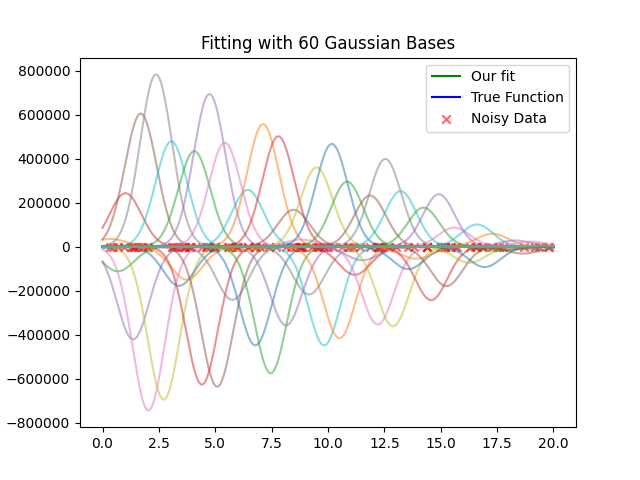 Fitting with 60 Gaussian Bases
Our fit
True Function
Noisy Data
800000
600000
400000
200000
0
−200000
−400000
−600000
−800000
0.0 2.5 5.0 7.5 10.0 12.5 15.0 17.5 20.0